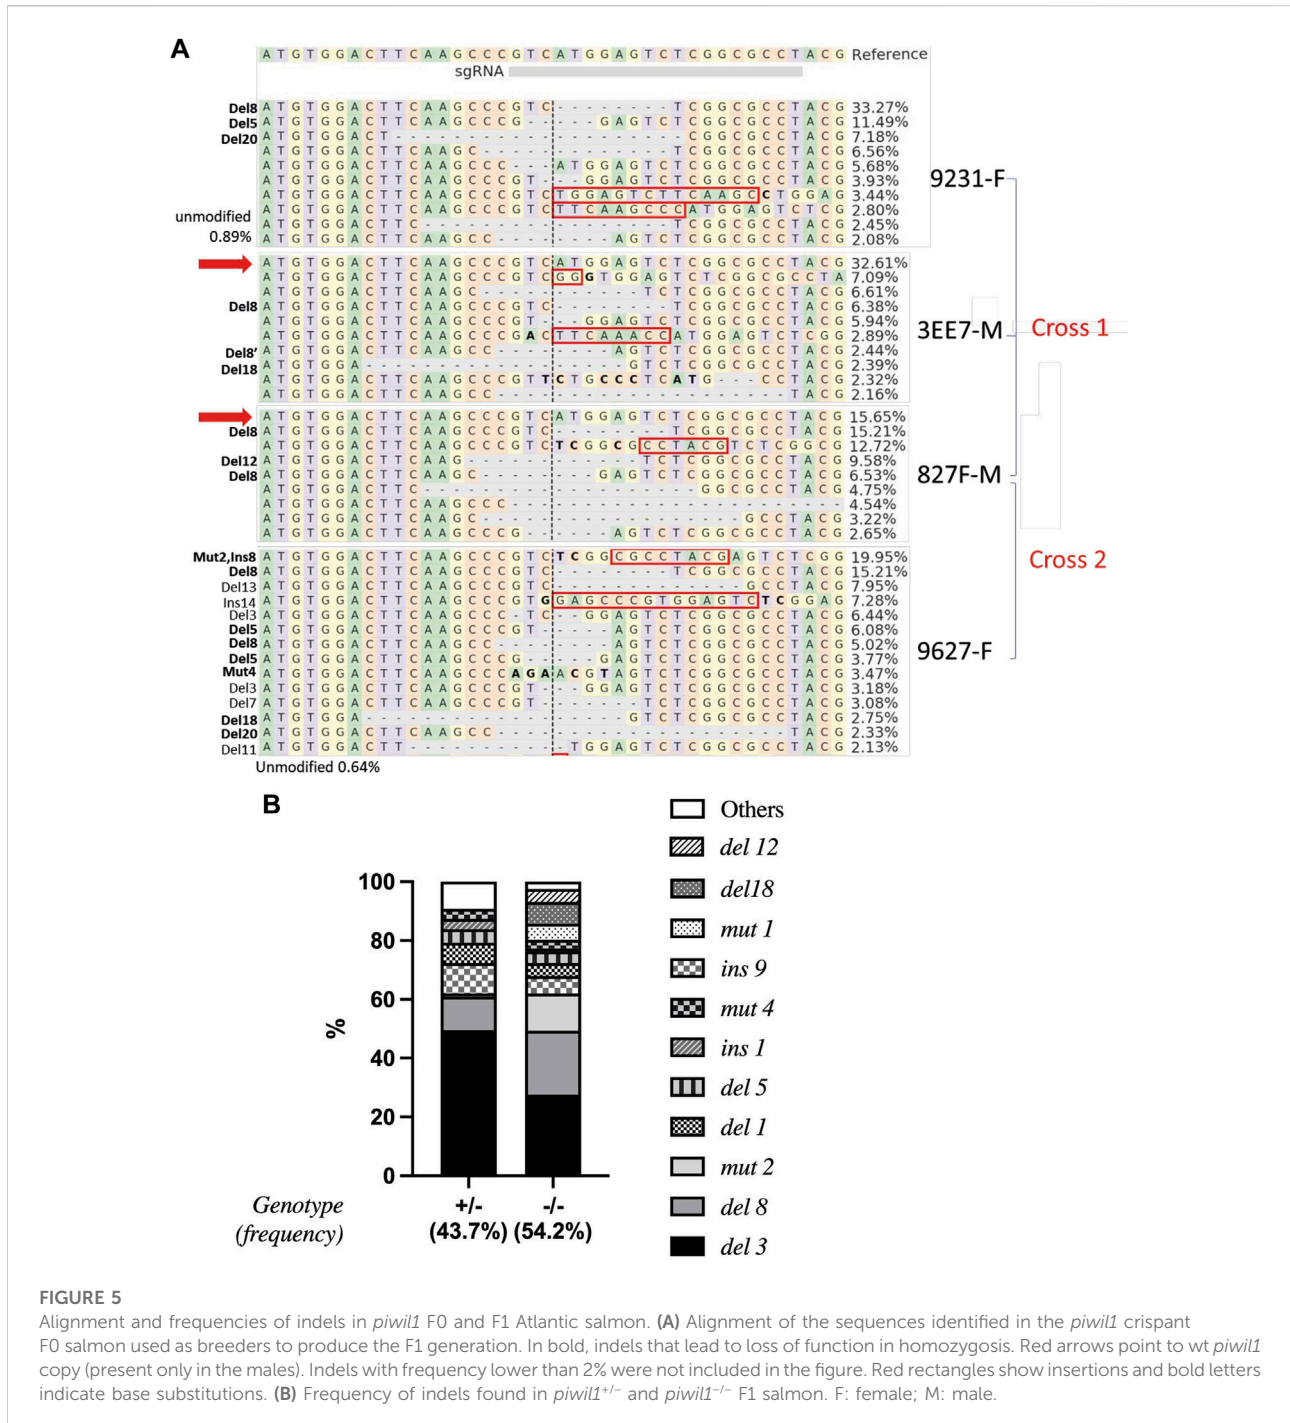 A
A T G T G G A C T T C A A G C C C G T C A T G G A G T C T C G G C G C C T A C G Reference
sgRNA
Del8 A T G T G G A C T T C A A G C C C G T C - - - - - - - - T C G G C G C C T A C G 33.27%
Del5 A T G T G G A C T T C A A G C C C G - - - - - G A G T C T C G G C G C C T A C G 11.49%
Del20 A T G T G G A C T - - - - - - - - - - - - - - - - - - - - C G G C G C C T A C G 7.18%
A T G T G G A C T T C A A G C - - - - - - - - - - - - - T C G G C G C C T A C G 6.56%
A T G T G G A C T T C A A G C C C - - - A T G G A G T C T C G G C G C C T A C G 5.68%
A T G T G G A C T T C A A G C C C G T - - - G G A G T C T C G G C G C C T A C G 3.93%
A T G T G G A C T T C A A G C C C G T C T G G A G T C T T C A A G C C T G G A G 3.44%
A T G T G G A C T T C A A G C C C G T C T T C A A G C C C A T G G A G T C T C G 2.80%
A T G T G G A C T T C - - - - - - - - - - - - - - - - - T C G G C G C C T A C G 2.45%
A T G T G G A C T T C A A G C C - - - - - - - - A G T C T C G G C G C C T A C G 2.08%
unmodified
0.89%
9231-F
A T G T G G A C T T C A A G C C C G T C A T G G A G T C T C G G C G C C T A C G 32.61%
A T G T G G A C T T C A A G C C C G T C G G G T G G A G T C T C G G C G C C T A 7.09%
A T G T G G A C T T C A A G C - - - - - - - - - - - T C T C G G C G C C T A C G 6.61%
Del8 A T G T G G A C T T C A A G C C C G T C - - - - - - - - T C G G C G C C T A C G 6.38%
A T G T G G A C T T C A A G C C C G T - - - G G A G T C T C G G C G C C T A C G 5.94%
A T G T G G A C T T C A A G C C C G A C T T C A A A C C A T G G A G T C T C G G 2.89%
Del8' A T G T G G A C T T C A A G C C - - - - - - - - A G T C T C G G C G C C T A C G 2.44%
Del18 A T G T G G A - - - - - - - - - - - - - - - - - - G T C T C G G C G C C T A C G 2.39%
A T G T G G A C T T C A A G C C C G T T C T G C C C T C A T G - - - C C T A C G 2.32%
A T G T G G A C T T C A A G C C - - - - - - - - - - - - - - - - - - - - T A C G 2.16%
3EE7-M
Cross 1
A T G T G G A C T T C A A G C C C G T C A T G G A G T C T C G G C G C C T A C G 15.65%
Del8 A T G T G G A C T T C A A G C C C G T C - - - - - - - - T C G G C G C C T A C G 15.21%
A T G T G G A C T T C A A G C C C G T C T C G G C G C C T A C G T C T C G G C G 12.72%
Del12 A T G T G G A C T T C A A G - - - - - - - - - - - - T C T C G G C G C C T A C G 9.58%
Del8 A T G T G G A C T T C A A G C - - - - - - - - G A G T C T C G G C G C C T A C G 6.53%
A T G T G G A C T T C - - - - - - - - - - - - - - - - - - - G G C G C C T A C G 4.75%
A T G T G G A C T T C A A G C C C - - - - - - - - - - - - - - - - - - - - - - - 4.54%
A T G T G G A C T T C A A G C - - - - - - - - - - - - - - - - - - G C C T A C G 3.22%
A T G T G G A C T T C A A G C C C G - - - - - - A G T C T C G G C G C C T A C G 2.65%
827F-M
Cross 2
Mut2,Ins8 A T G T G G A C T T C A A G C C C G T C T C G G C G C C T A C G A G T C T C G G 19.95%
Del8 A T G T G G A C T T C A A G C C C G T C - - - - - - - - T C G G C G C C T A C G 15.21%
Del13 A T G T G G A C T T C A A G C C C G T C - - - - - - - - - - - - - G C C T A C G 7.95%
Ins14 A T G T G G A C T T C A A G C C C G T G G A G C C C G T G G A G T C T C G G A G 7.28%
Del3 A T G T G G A C T T C A A G C C C - T C - - G G A G T C T C G G C G C C T A C G 6.44%
Del5 A T G T G G A C T T C A A G C C C G T - - - - - A G T C T C G G C G C C T A C G 6.08%
Del8 A T G T G G A C T T C A A G C C - - - - - - - - A G T C T C G G C G C C T A C G 5.02%
Del5 A T G T G G A C T T C A A G C C C G - - - - - G A G T C T C G G C G C C T A C G 3.77%
Mut4 A T G T G G A C T T C A A G C C C A G A A C G T A G T C T C G G C G C C T A C G 3.47%
Del3 A T G T G G A C T T C A A G C C C G T - - - G G A G T C T C G G C G C C T A C G 3.18%
Del7 A T G T G G A C T T C A A G C C C G T - - - - - - - T C T C G G C G C C T A C G 3.08%
Del18 A T G T G G A - - - - - - - - - - - - - - - - - - G T C T C G G C G C C T A C G 2.75%
Del20 A T G T G G A C T T C A A G C C - - - - - - - - - - - - - - - - - - - - T A C G 2.33%
Del11 A T G T G G A C T T - - - - - - - - - - - T G G A G T C T C G G C G C C T A C G 2.13%
9627-F
Unmodified 0.64%
B
100
80
60
40
20
0
%
Genotype
(frequency)
+/-
(43.7%)
-/-
(54.2%)
Others
del 12
del18
mut 1
ins 9
mut 4
ins 1
del 5
del 1
mut 2
del 8
del 3
FIGURE 5
Alignment and frequencies of indels in piwil1 F0 and F1 Atlantic salmon. (A) Alignment of the sequences identified in the piwil1 crispant
F0 salmon used as breeders to produce the F1 generation. In bold, indels that lead to loss of function in homozygosis. Red arrows point to wt piwil1
copy (present only in the males). Indels with frequency lower than 2% were not included in the figure. Red rectangles show insertions and bold letters
indicate base substitutions. (B) Frequency of indels found in piwil1+/− and piwil1−/− F1 salmon. F: female; M: male.